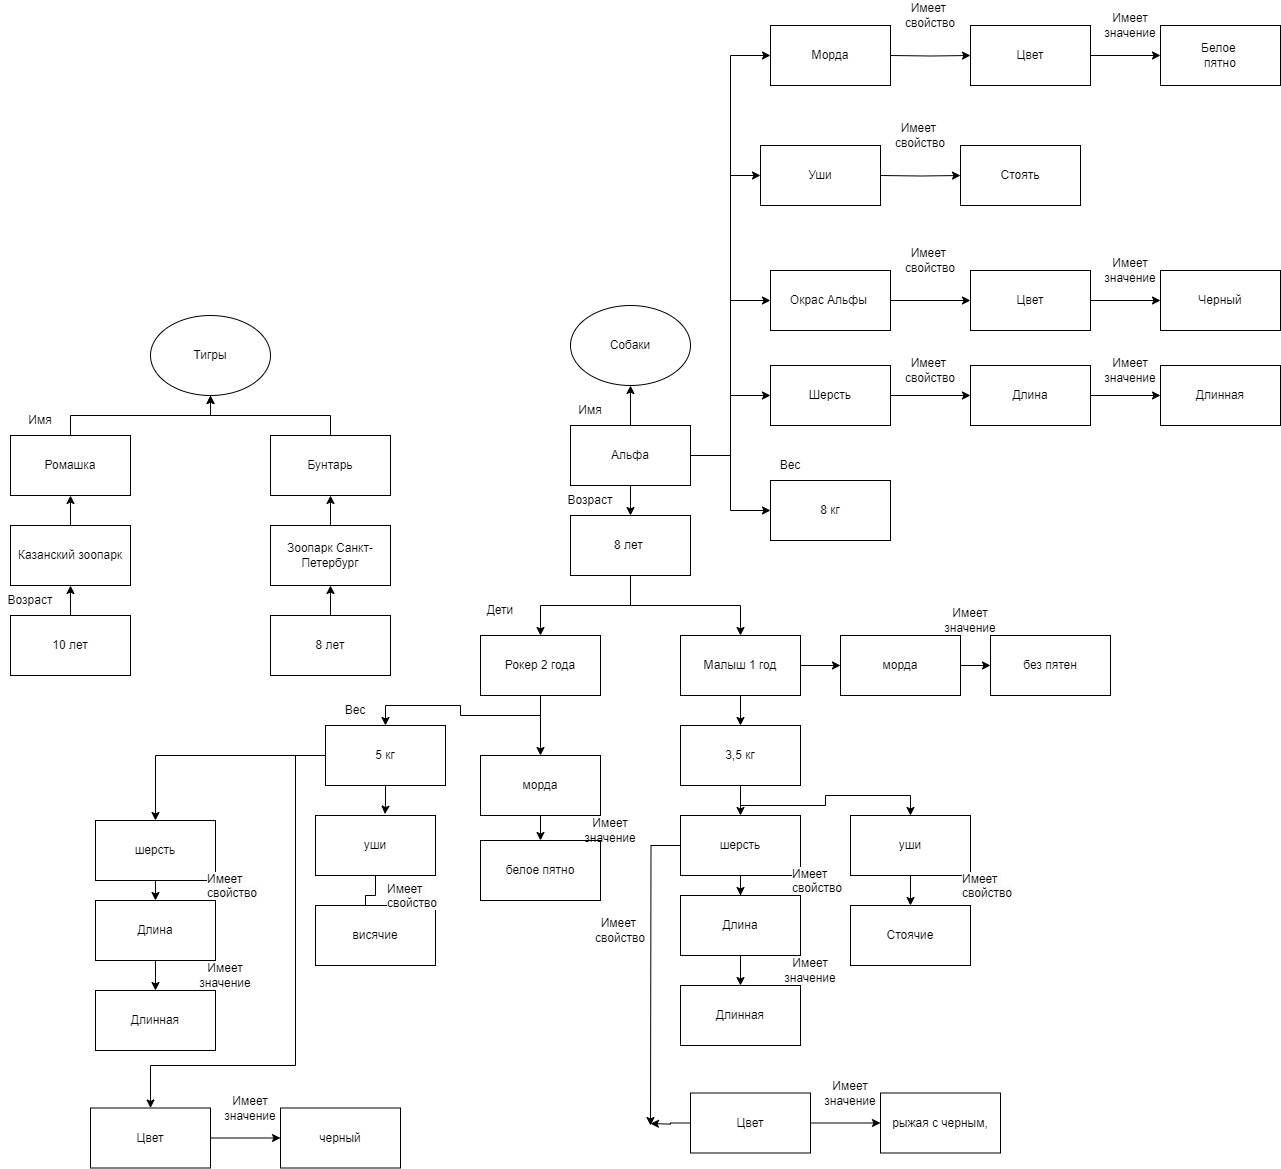 Имеет
свойство
Имеет
значение
Морда
Цвет
Белое
пятно
Имеет
свойство
Уши
Стоять
Имеет
свойство
Имеет
значение
Окрас Альфы
Цвет
Черный
Тигры
Собаки
Имеет
свойство
Имеет
значение
Шерсть
Длина
Длинная
Имя
Имя
Ромашка
Бунтарь
Альфа
Вес
8 кг
Возраст
Казанский зоопарк
Зоопарк Санкт-
Петербург
8 лет
Возраст
10 лет
8 лет
Дети
Имеет
значение
Рокер 2 года
Малыш 1 год
морда
без пятен
Вес
5 кг
морда
3,5 кг
Имеет
значение
шерсть
уши
белое пятно
шерсть
уши
Имеет
свойство
Имеет
свойство
Имеет
свойство
Имеет
свойство
Длина
висячие
Имеет
свойство
Длина
Стоячие
Имеет
значение
Имеет
значение
Длинная
Длинная
Имеет
значение
Имеет
значение
Цвет
черный
Цвет
рыжая с черным,